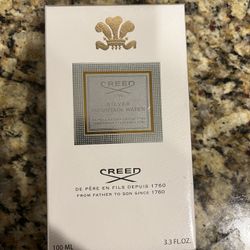 CREED
SILVER
MOUNTAIN WATER
CREED
DE PÈRE EN FILS DEPUIS 1760
FROM FATHER TO SON SINCE 1760
100 ML
3.3 FL.OZ.